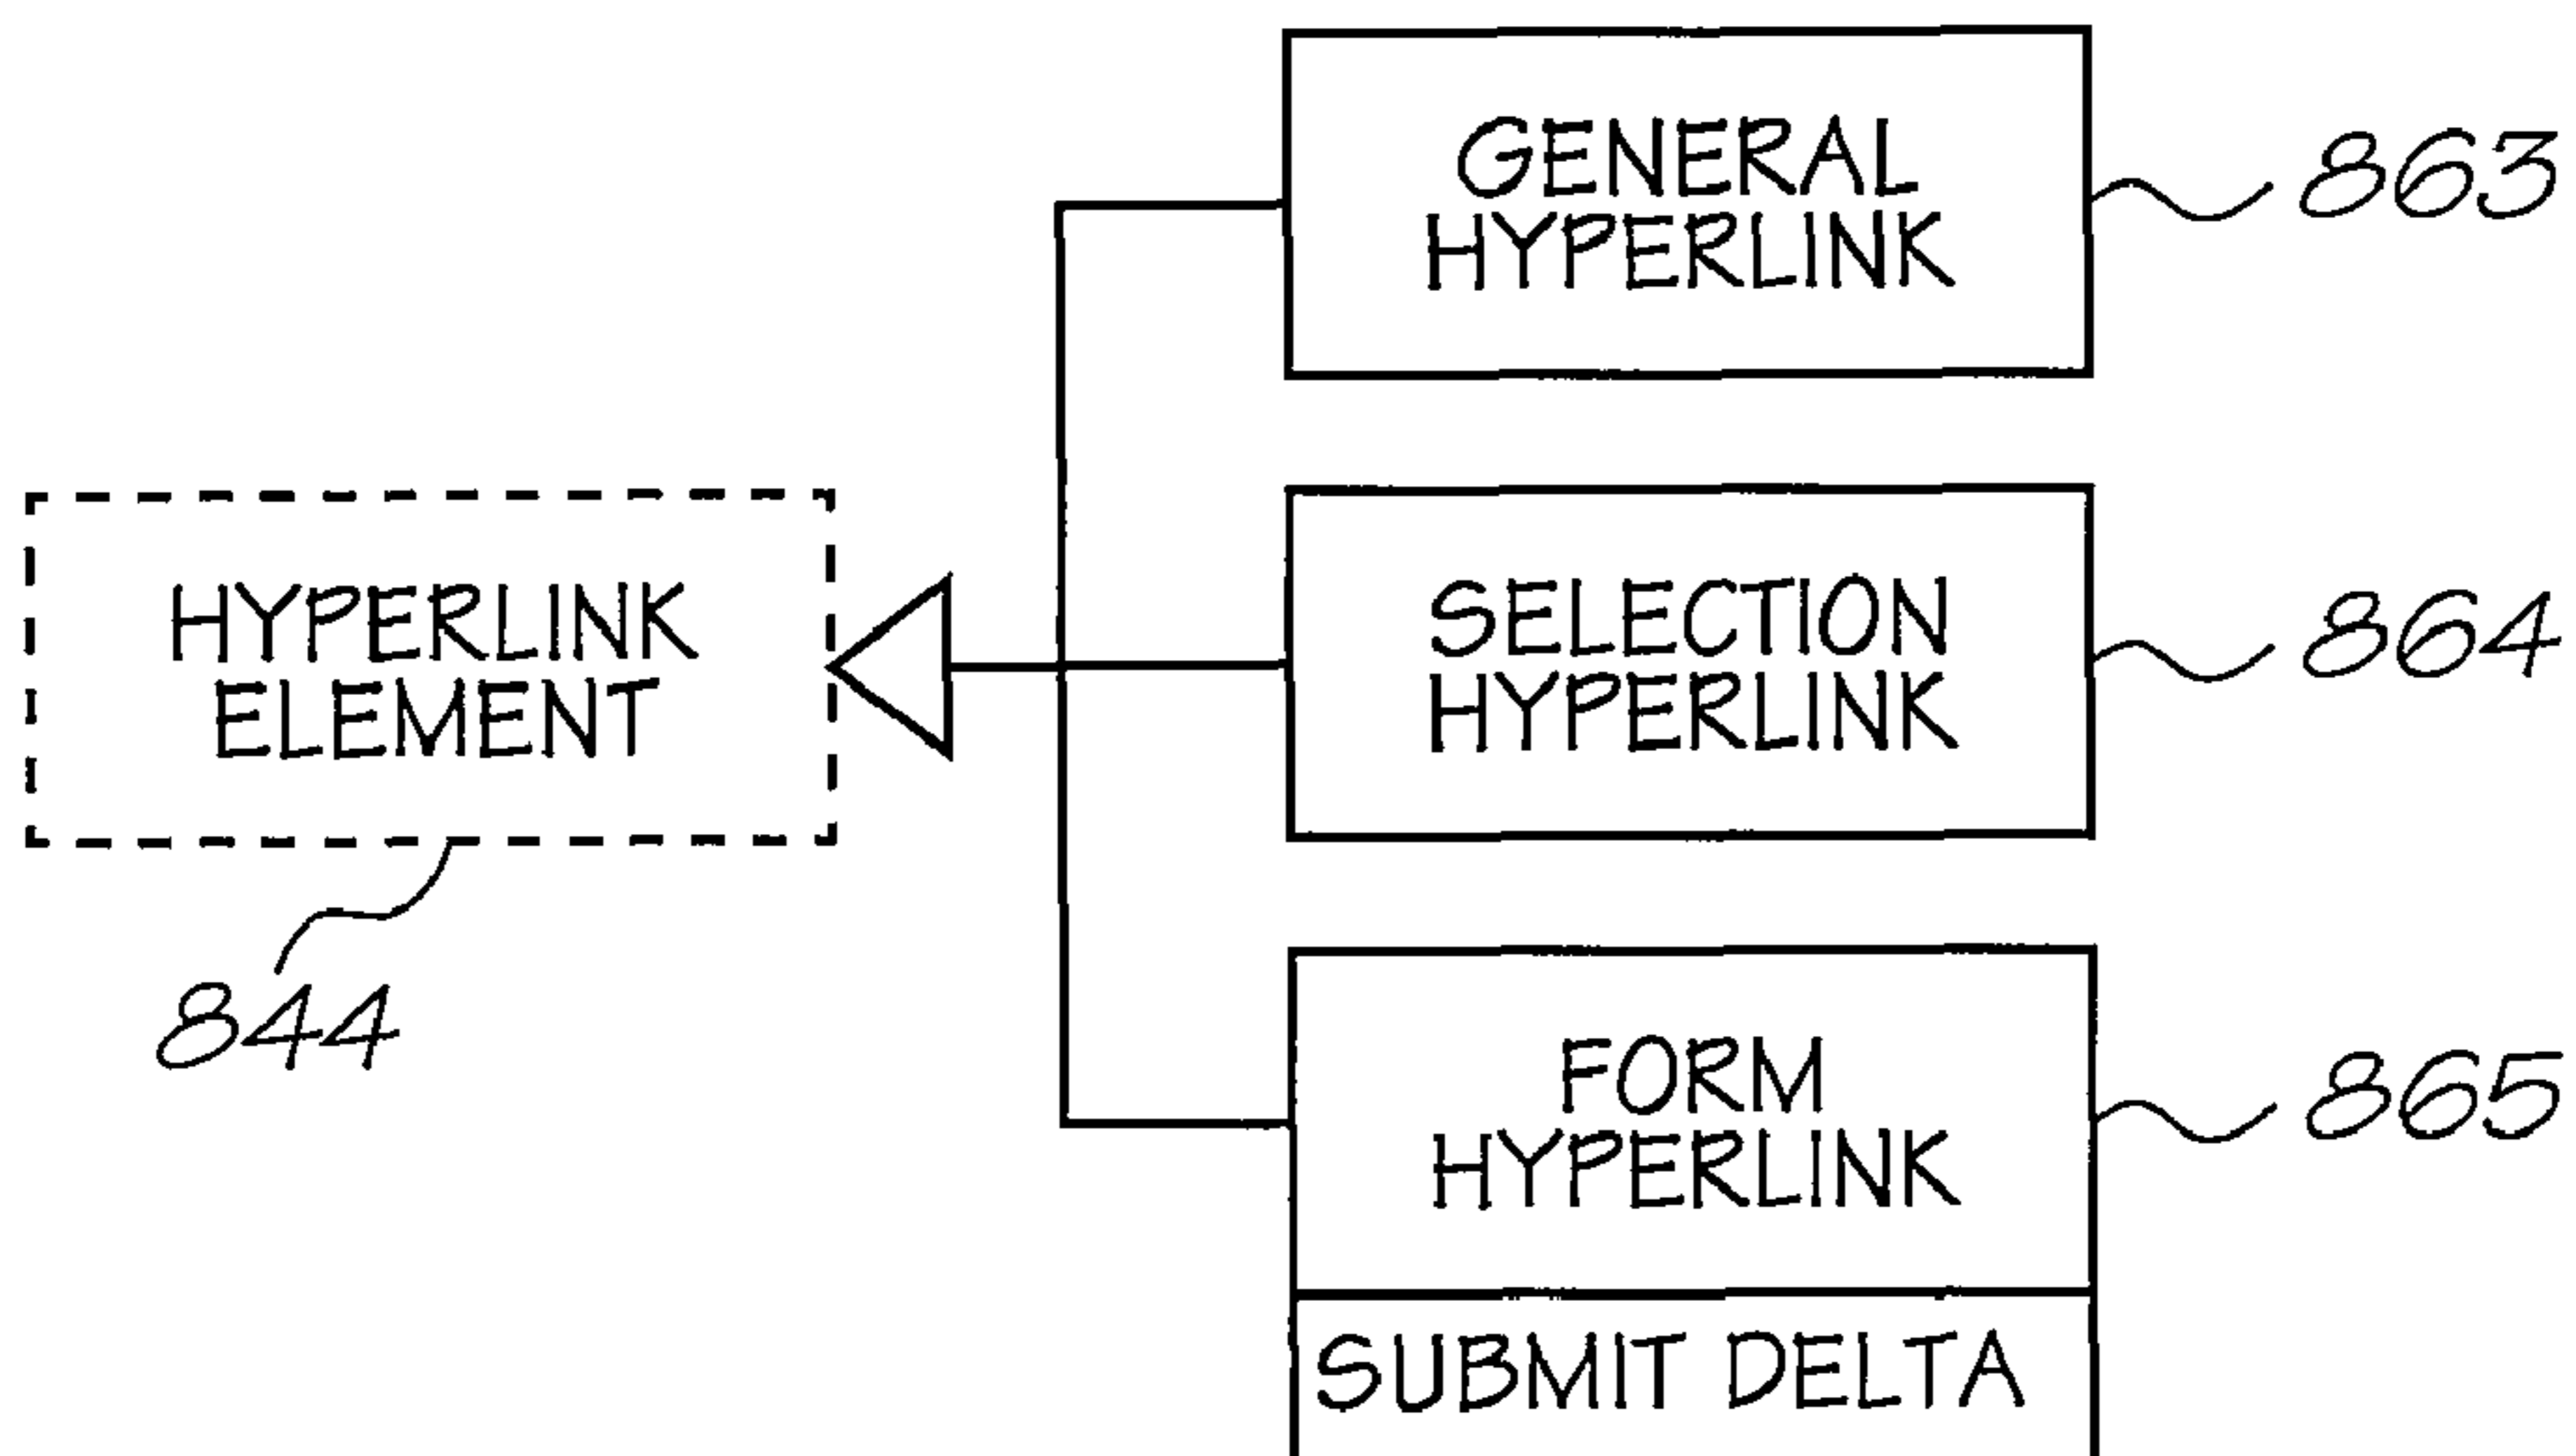 GENERAL
HYPERLINK
863
HYPERLINK
ELEMENT
844
SELECTION
HYPERLINK
864
FORM
HYPERLINK
865
SUBMIT DELTA